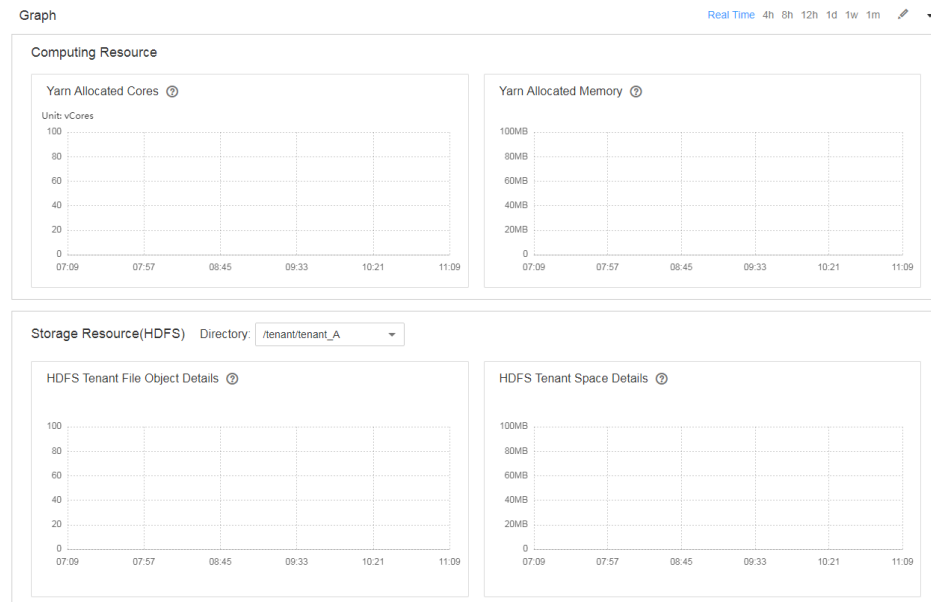 Graph
Real Time 4h 8h 12h 1d 1w 1m
Computing Resource
Yarn Allocated Cores ?
Unit: vCores
100
80
60
40
20
0
07:09 07:57 08:45 09:33 10:21 11:09
Yarn Allocated Memory ?
100MB
80MB
60MB
40MB
20MB
0
07:09 07:57 08:45 09:33 10:21 11:09
Storage Resource(HDFS) Directory: /tenant/tenant_A
HDFS Tenant File Object Details ?
100
80
60
40
20
0
07:09 07:57 08:45 09:33 10:21 11:09
HDFS Tenant Space Details ?
100MB
80MB
60MB
40MB
20MB
0
07:09 07:57 08:45 09:33 10:21 11:09